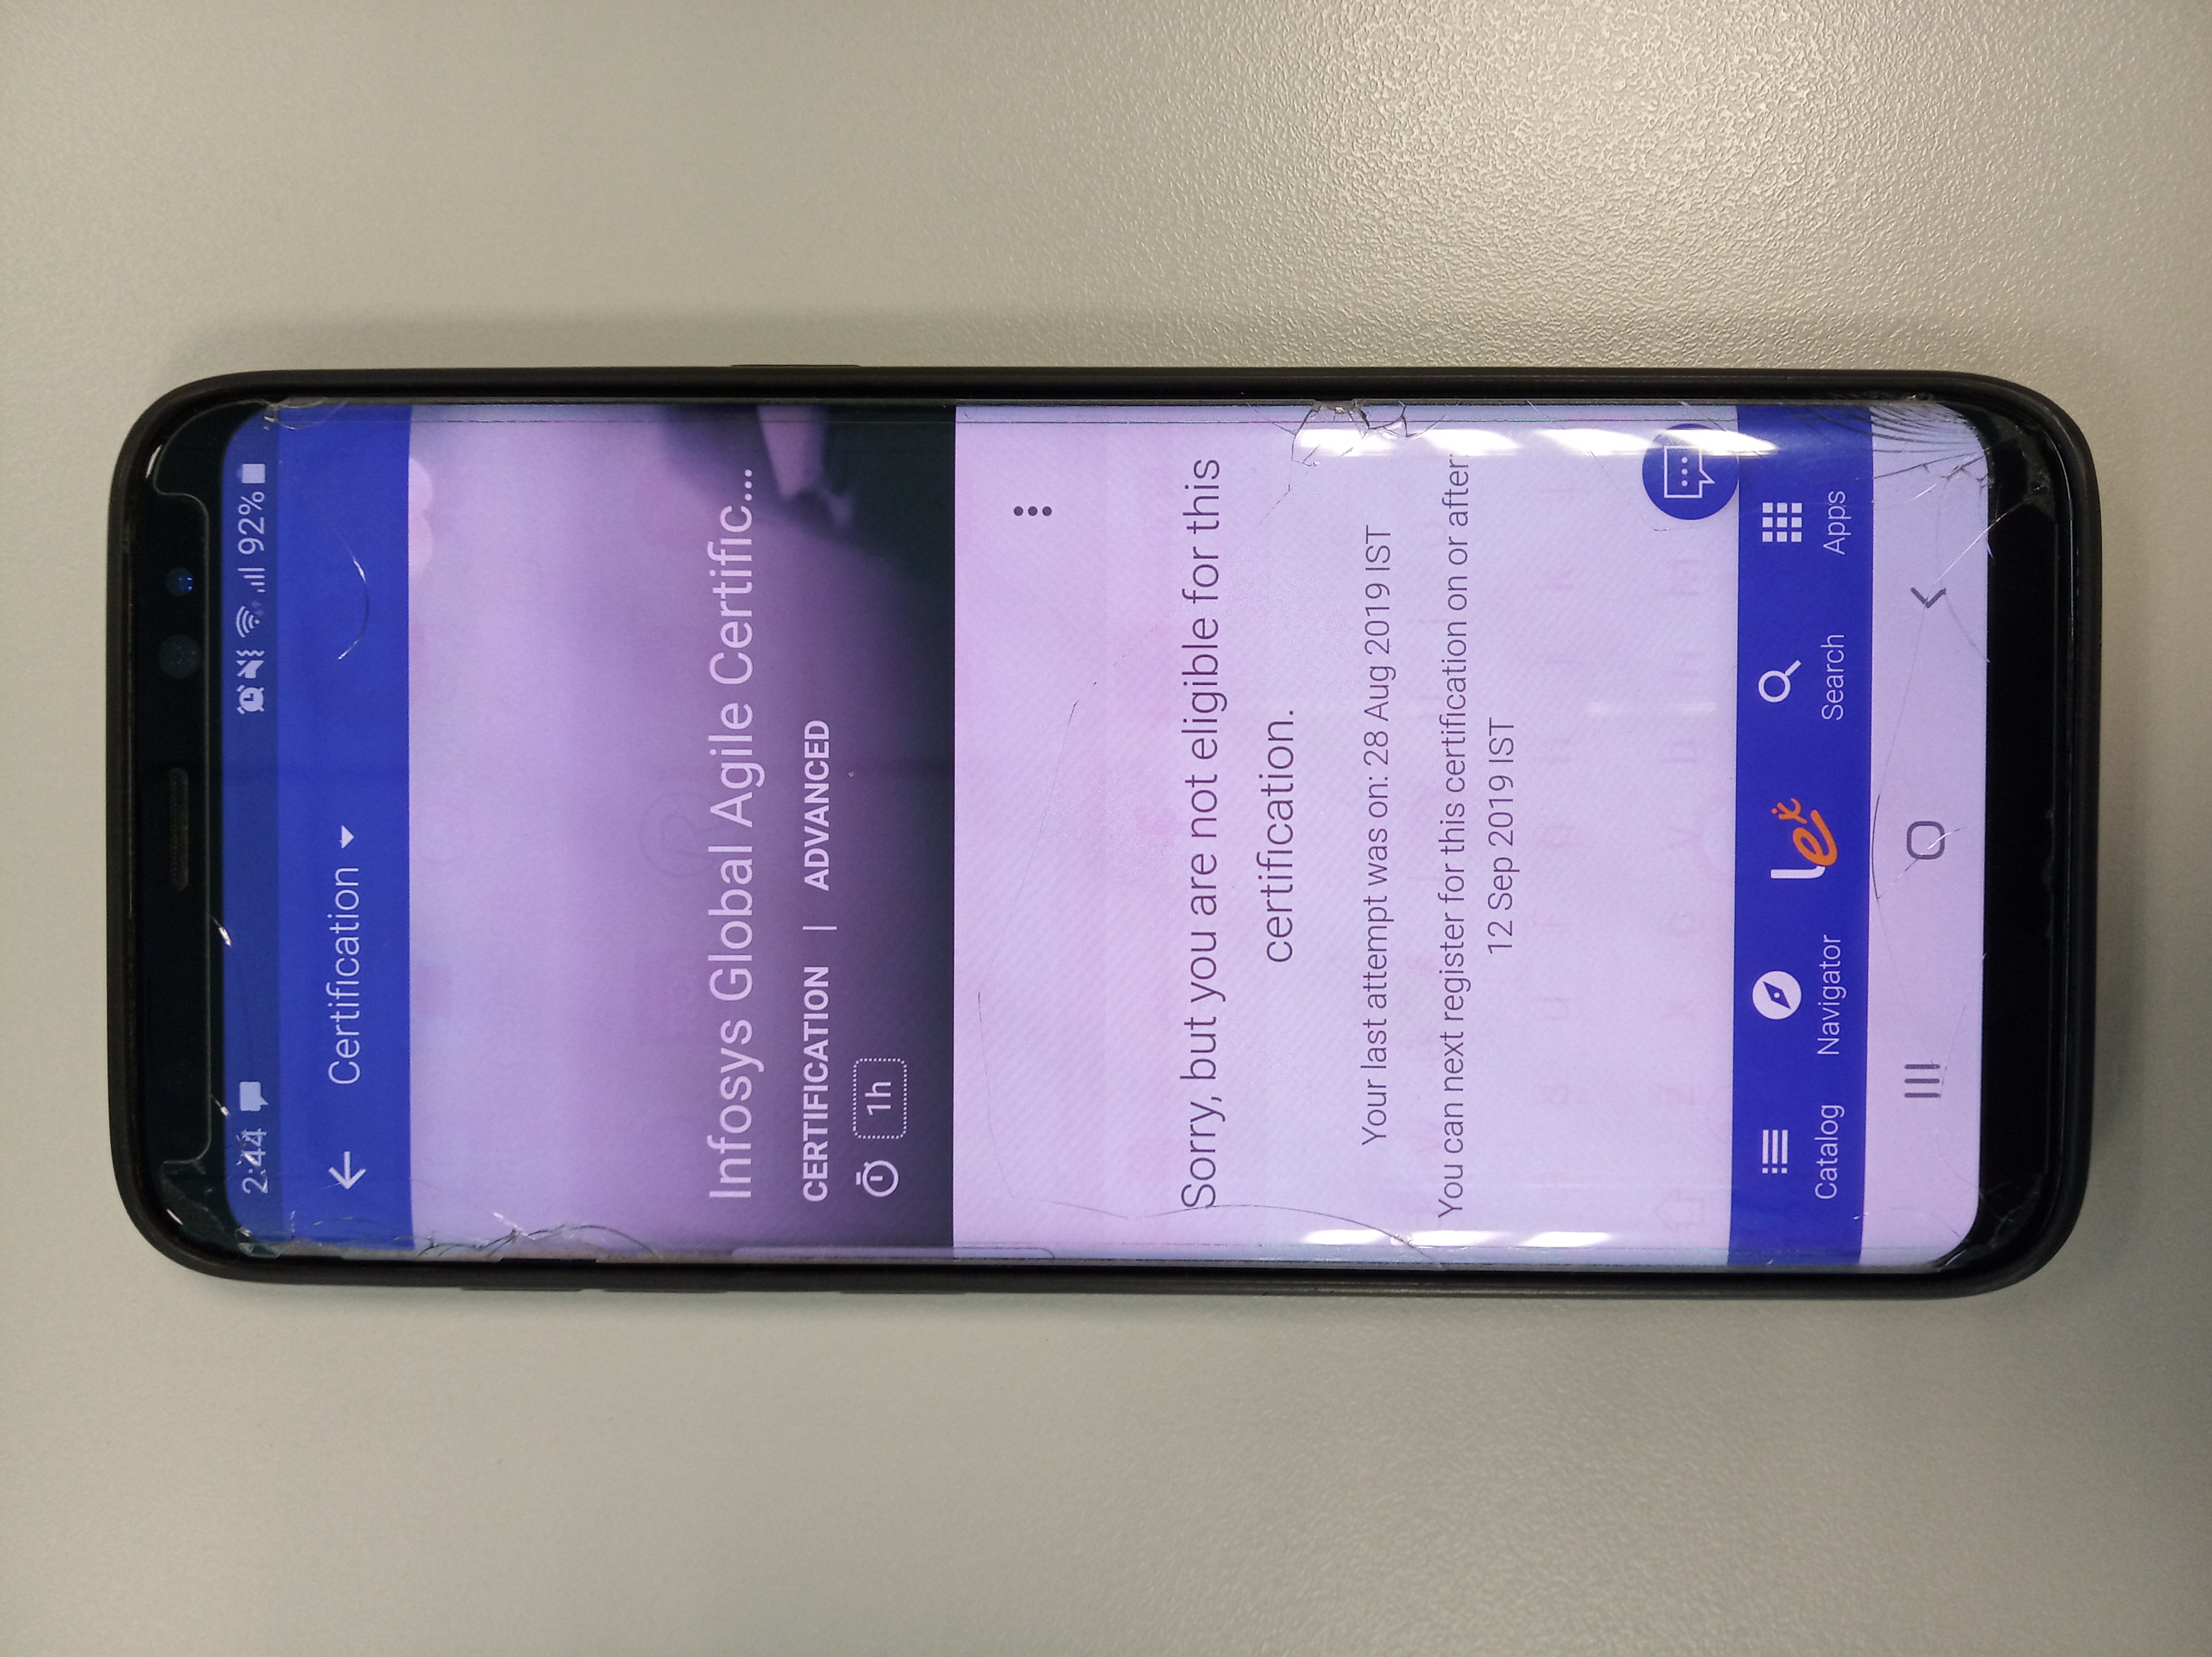 2:44 92%
Certification
Infosys Global Agile Certific...
CERTIFICATION | ADVANCED
1h
Sorry, but you are not eligible for this
certification.
Your last attempt was on: 28 Aug 2019 IST
You can next register for this certification on or after:
12 Sep 2019 IST
Catalog Navigator Lex Search Apps